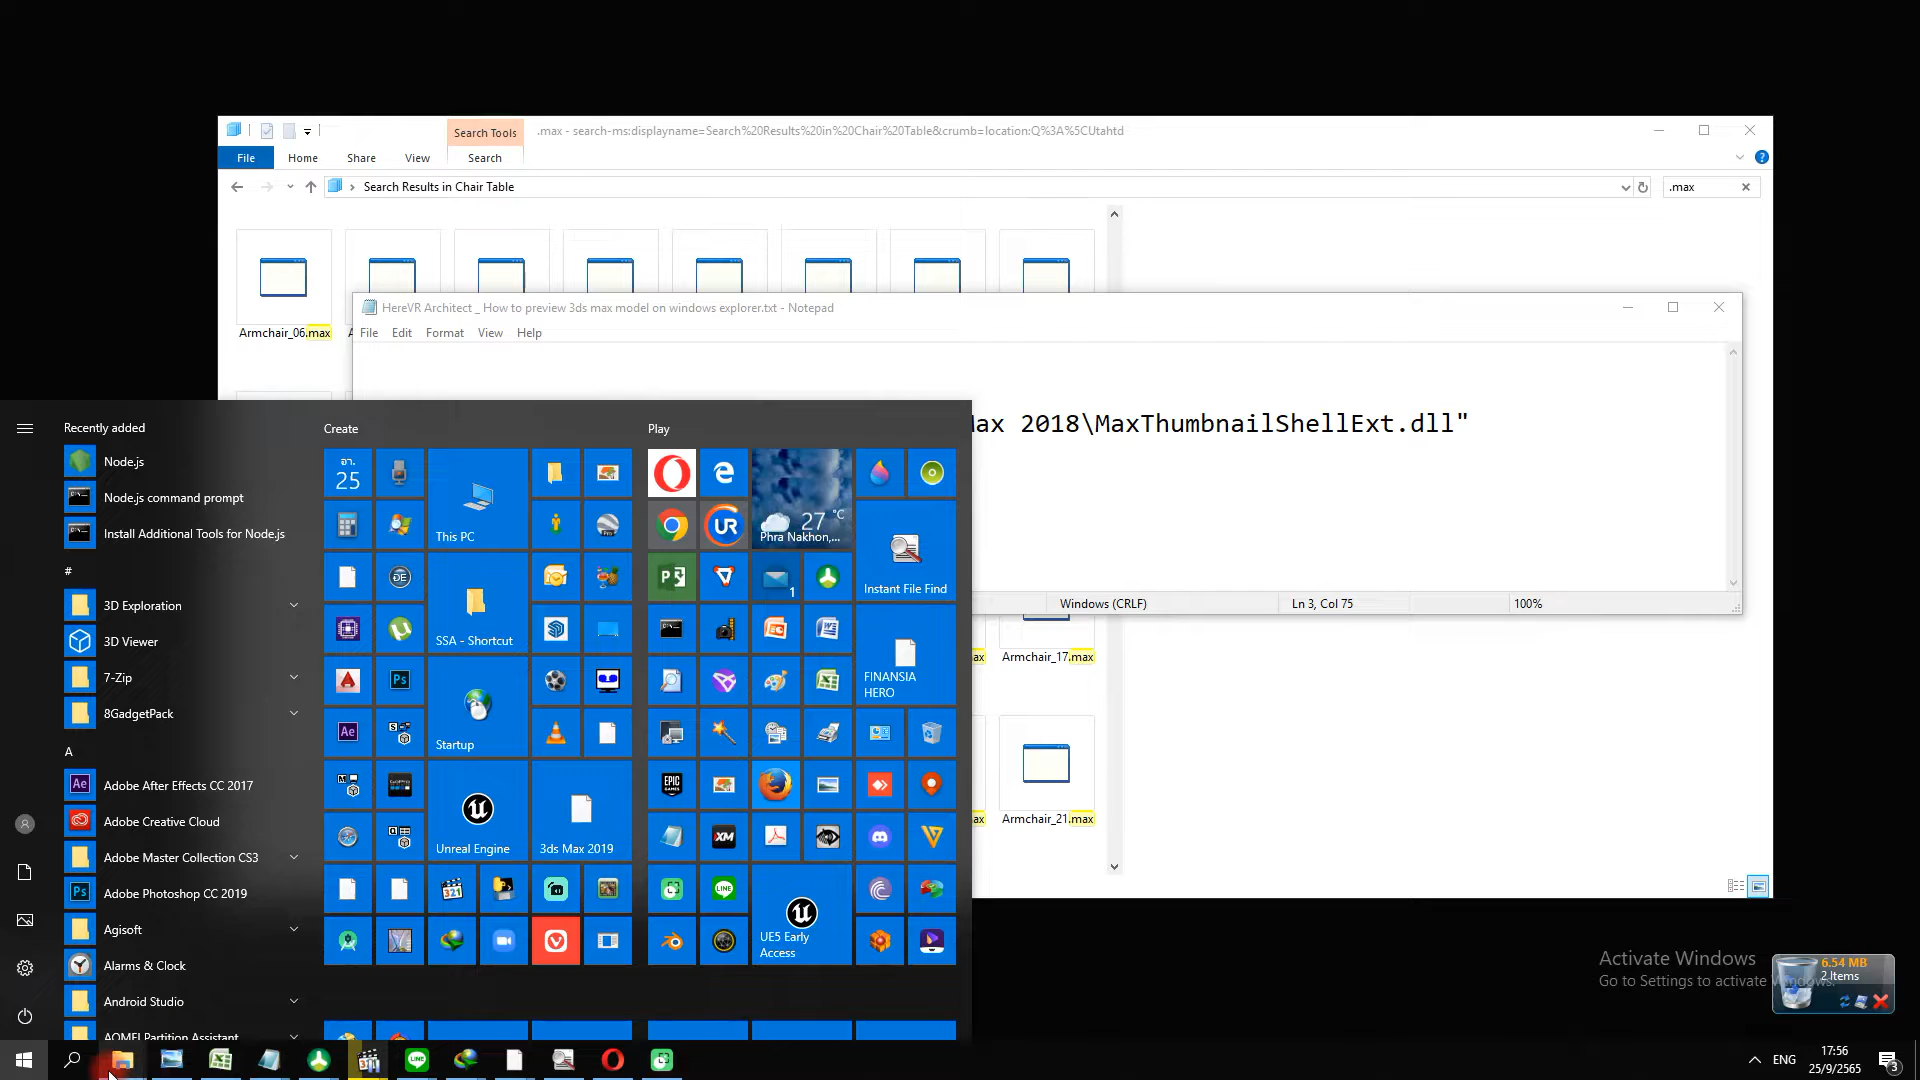 Search Tools
.max - search-ms:displayname=Search%20Results%20in%20Chair%20Table&crumb=location:Q%3A%5CUtahtd
File
Home
Share
View
Search
Search Results in Chair Table
.max
Armchair_06.max
HereVR Architect _ How to preview 3ds max model on windows explorer.txt - Notepad
File
Edit
Format
View
Help
Max 2018\MaxThumbnailShellExt.dll"
Windows (CRLF)
Ln 3, Col 75
100%
ax
Armchair_17.max
ax
Armchair_21.max
Recently added
Node.js
Node.js command prompt
Install Additional Tools for Node.js
#
3D Exploration
3D Viewer
7-Zip
8GadgetPack
A
Adobe After Effects CC 2017
Adobe Creative Cloud
Adobe Master Collection CS3
Adobe Photoshop CC 2019
Agisoft
Alarms & Clock
Android Studio
AOMEI Partition Assistant
Create
อา.
25
This PC
SSA - Shortcut
Startup
Unreal Engine
3ds Max 2019
Play
27 °C
Phra Nakhon,...
1
Instant File Find
FINANSIA
HERO
UE5 Early
Access
Activate Windows
Go to Settings to activate Windows.
6.54 MB
2 Items
ENG
17:56
25/9/2565
3